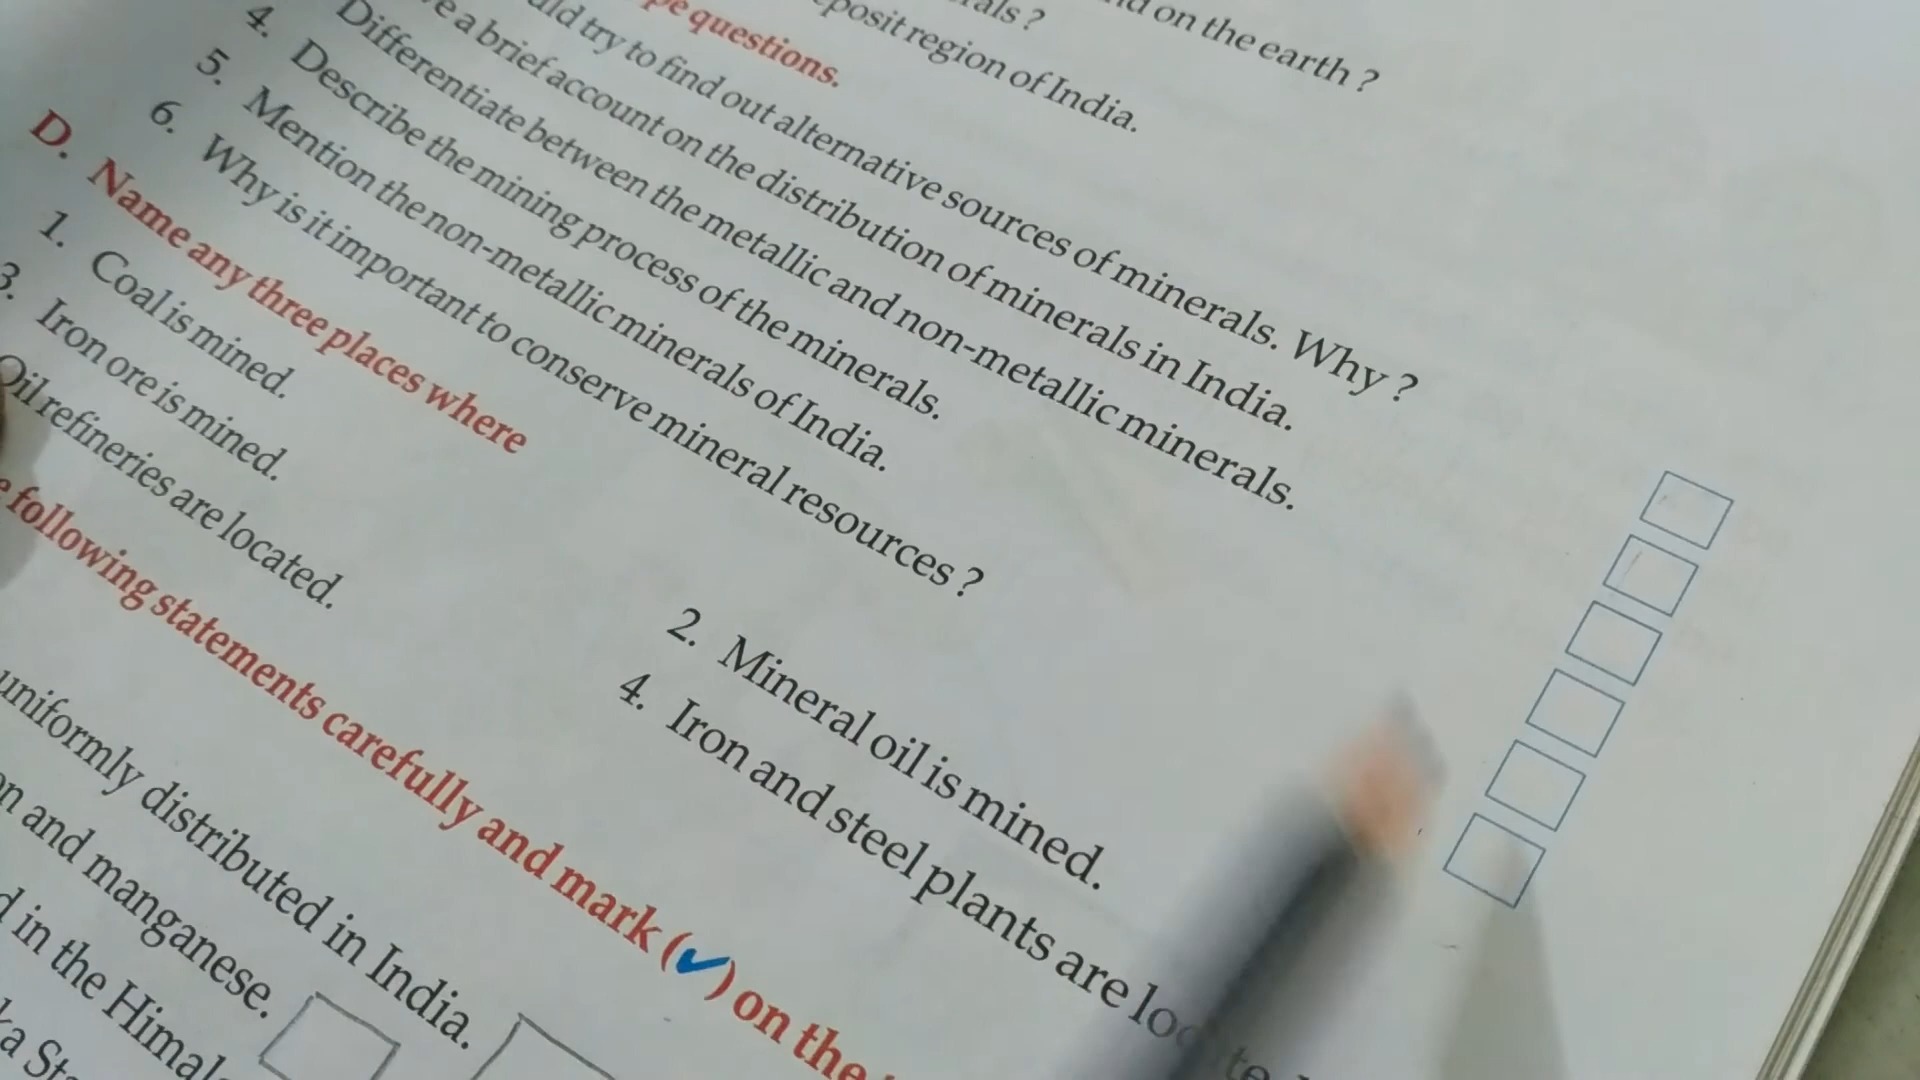 on the earth ?
posit region of India.
questions.
try to find out alternative sources of minerals. Why ?
a brief account on the distribution of minerals in India.
Differentiate between the metallic and non-metallic minerals.
4. Describe the mining process of the minerals.
5. Mention the non-metallic minerals of India.
6. Why is it important to conserve mineral resources ?
D. Name any three places where
1. Coal is mined.
2. Mineral oil is mined.
3. Iron ore is mined.
4. Iron and steel plants are
Oil refineries are located.
following statements carefully and mark (✔) on the
uniformly distributed in India.
and manganese.
in the